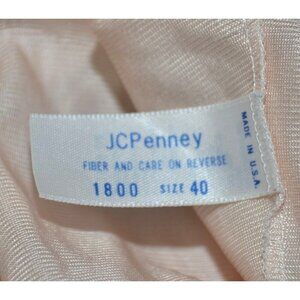 JCPenney
FIBER AND CARE ON REVERSE
1800 SIZE 40
MADE IN U.S.A.